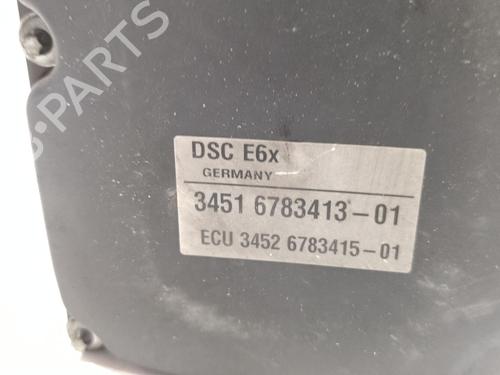 DSC E6x
GERMANY
3451 6783413-01
ECU 3452 6783415-01
B-PARTS